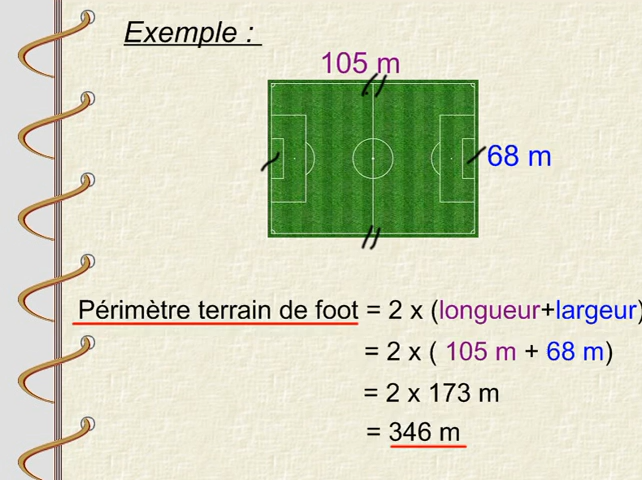 Exemple :
105 m
68 m
Périmètre terrain de foot = 2 x (longueur+largeur)
= 2 x ( 105 m + 68 m)
= 2 x 173 m
= 346 m